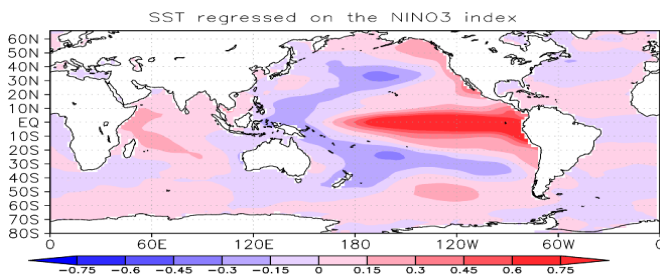 SST regressed on the NINO3 index
60N
50N
40N
30N
20N
10N
EQ
10S
20S
30S
40S
50S
60S
70S
80S
0 60E 120E 180 120W 60W 0
-0.75 -0.6 -0.45 -0.3 -0.15 0 0.15 0.3 0.45 0.6 0.75